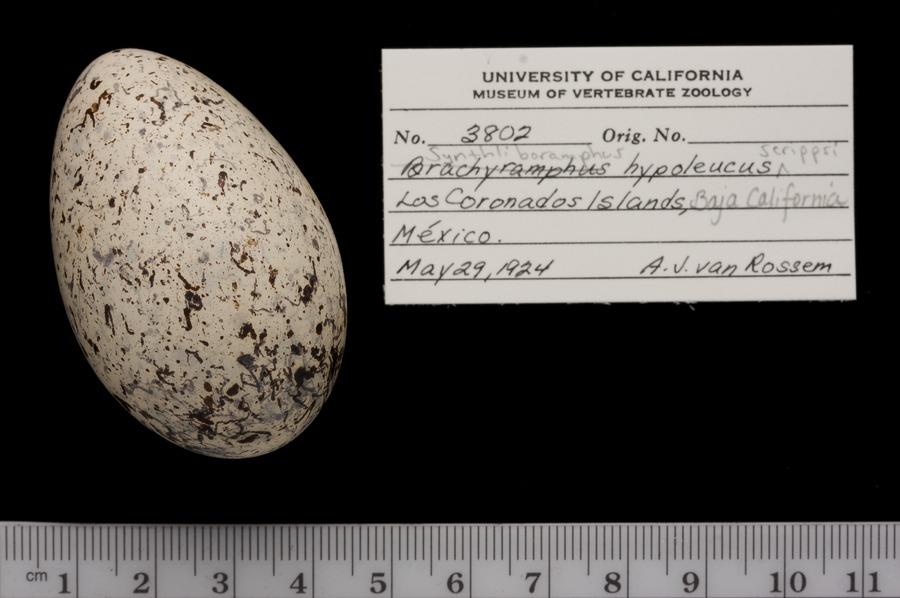 UNIVERSITY OF CALIFORNIA
MUSEUM OF VERTEBRATE ZOOLOGY
No. 3802 Orig. No.
Synthliboramphus scrippsi
Brachyramphus hypoleucus
Los Coronados Islands, Baja California
México.
May 29, 1924 A.J. van Rossem
cm 1 2 3 4 5 6 7 8 9 10 11